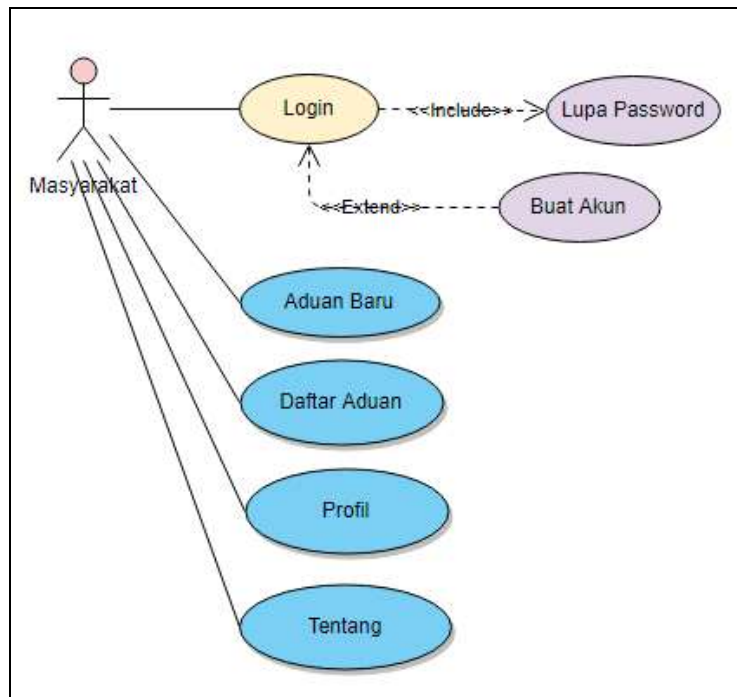 Login
<<Include>>
Lupa Password
Masyarakat
<<Extend>>
Buat Akun
Aduan Baru
Daftar Aduan
Profil
Tentang